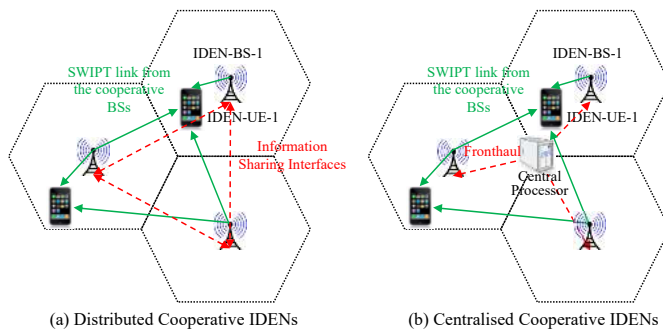 IDEN-BS-1
SWIPT link from
the cooperative
BSs
IDEN-UE-1
Information
Sharing Interfaces
(a) Distributed Cooperative IDENs
IDEN-BS-1
SWIPT link from
the cooperative
BSs
IDEN-UE-1
Fronthaul
Central
Processor
(b) Centralised Cooperative IDENs